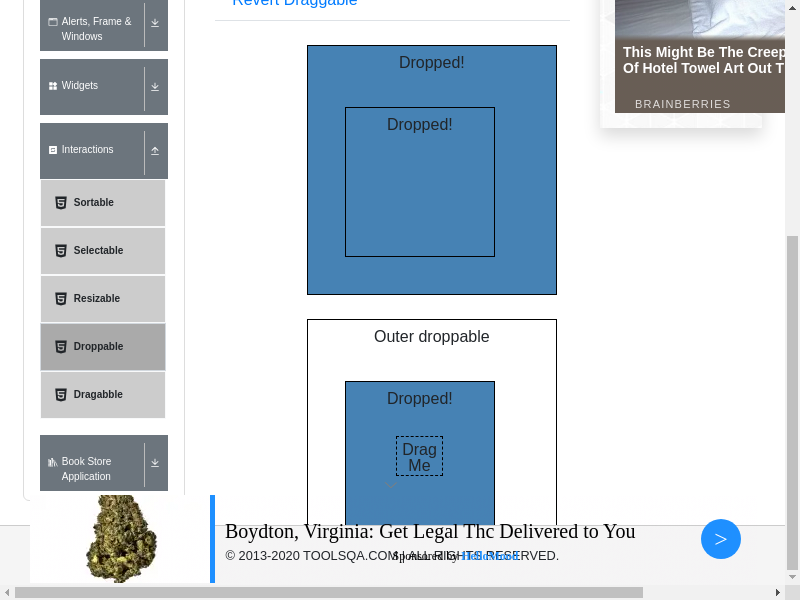 Revert Draggable
Alerts, Frame &
Windows
Widgets
Interactions
Sortable
Selectable
Resizable
Droppable
Dragabble
Book Store
Application
Dropped!
Dropped!
Outer droppable
Dropped!
Drag
Me
This Might Be The Creep
Of Hotel Towel Art Out T
BRAINBERRIES
Boydton, Virginia: Get Legal Thc Delivered to You
>
© 2013-2020 TOOLSQA.COM | ALL RIGHTS RESERVED.
Sponsored by